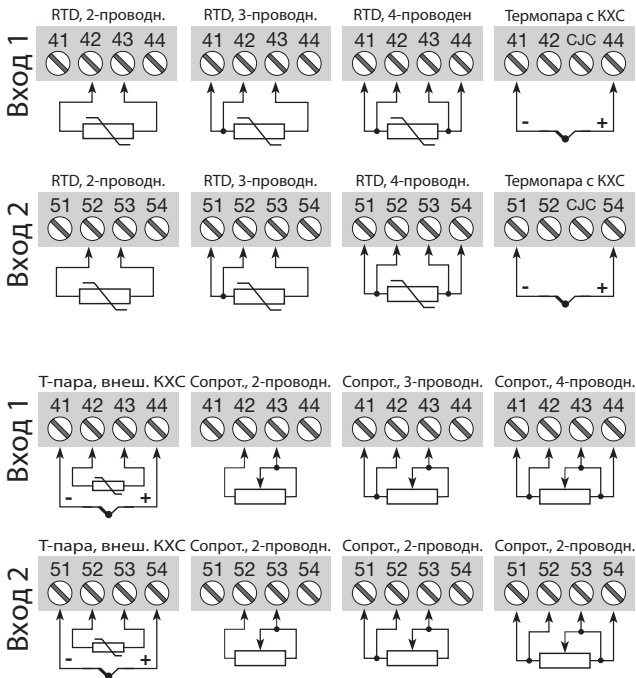 RTD, 2-проводн. RTD, 3-проводн. RTD, 4-проводен Термопара с КХС
Вход 1
41 42 43 44 41 42 43 44 41 42 43 44 41 42 CJC 44
- +
RTD, 2-проводн. RTD, 3-проводн. RTD, 4-проводн. Термопара с КХС
Вход 2
51 52 53 54 51 52 53 54 51 52 53 54 51 52 CJC 54
- +
Т-пара, внеш. КХС Сопрот., 2-проводн. Сопрот., 3-проводн. Сопрот., 4-проводн.
Вход 1
41 42 43 44 41 42 43 44 41 42 43 44 41 42 43 44
- +
Т-пара, внеш. КХС Сопрот., 2-проводн. Сопрот., 2-проводн. Сопрот., 2-проводн.
Вход 2
51 52 53 54 51 52 53 54 51 52 53 54 51 52 53 54
- +